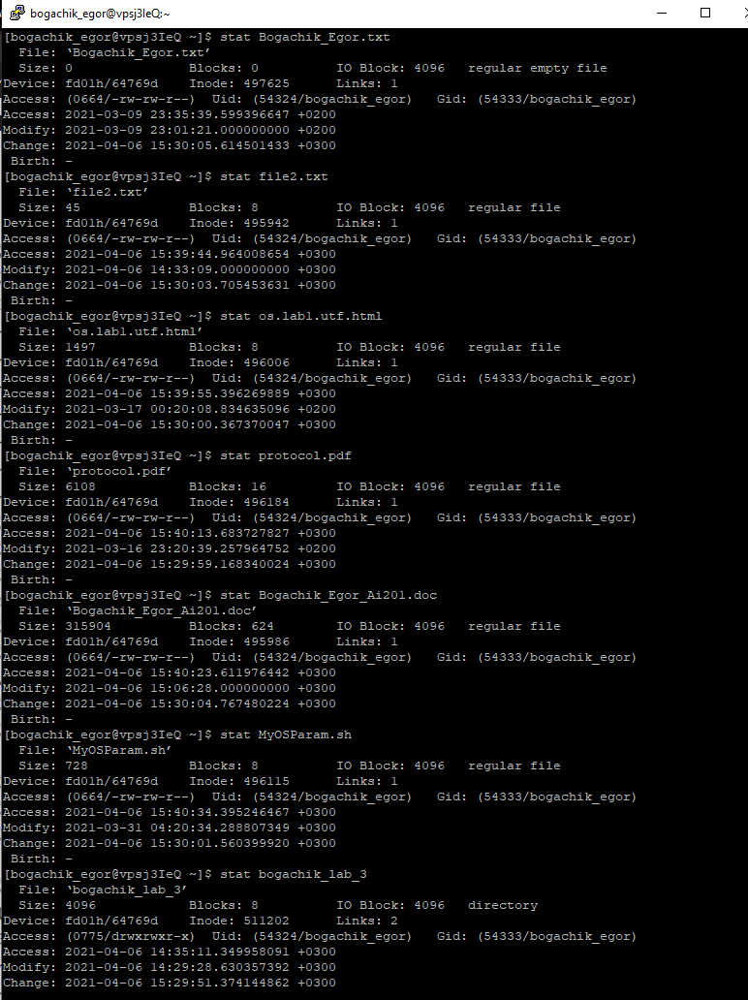 bogachik_egor@vpsj3IeQ:~
[bogachik_egor@vpsj3IeQ ~]$ stat Bogachik_Egor.txt
  File: ‘Bogachik_Egor.txt’
  Size: 0               Blocks: 0          IO Block: 4096   regular empty file
Device: fd01h/64769d    Inode: 497625      Links: 1
Access: (0664/-rw-rw-r--)  Uid: (54324/bogachik_egor)   Gid: (54333/bogachik_egor)
Access: 2021-03-09 23:35:39.599396647 +0200
Modify: 2021-03-09 23:01:21.000000000 +0200
Change: 2021-04-06 15:30:05.614501433 +0300
 Birth: -
[bogachik_egor@vpsj3IeQ ~]$ stat file2.txt
  File: ‘file2.txt’
  Size: 45              Blocks: 8          IO Block: 4096   regular file
Device: fd01h/64769d    Inode: 495942      Links: 1
Access: (0664/-rw-rw-r--)  Uid: (54324/bogachik_egor)   Gid: (54333/bogachik_egor)
Access: 2021-04-06 15:39:44.964008654 +0300
Modify: 2021-04-06 14:33:09.000000000 +0300
Change: 2021-04-06 15:30:03.705453631 +0300
 Birth: -
[bogachik_egor@vpsj3IeQ ~]$ stat os.lab1.utf.html
  File: ‘os.lab1.utf.html’
  Size: 1497            Blocks: 8          IO Block: 4096   regular file
Device: fd01h/64769d    Inode: 496006      Links: 1
Access: (0664/-rw-rw-r--)  Uid: (54324/bogachik_egor)   Gid: (54333/bogachik_egor)
Access: 2021-04-06 15:39:55.396269889 +0300
Modify: 2021-03-17 00:20:08.834635096 +0200
Change: 2021-04-06 15:30:00.367370047 +0300
 Birth: -
[bogachik_egor@vpsj3IeQ ~]$ stat protocol.pdf
  File: ‘protocol.pdf’
  Size: 6108            Blocks: 16         IO Block: 4096   regular file
Device: fd01h/64769d    Inode: 496184      Links: 1
Access: (0664/-rw-rw-r--)  Uid: (54324/bogachik_egor)   Gid: (54333/bogachik_egor)
Access: 2021-04-06 15:40:13.683727827 +0300
Modify: 2021-03-16 23:20:39.257964752 +0200
Change: 2021-04-06 15:29:59.168340024 +0300
 Birth: -
[bogachik_egor@vpsj3IeQ ~]$ stat Bogachik_Egor_Ai201.doc
  File: ‘Bogachik_Egor_Ai201.doc’
  Size: 315904          Blocks: 624        IO Block: 4096   regular file
Device: fd01h/64769d    Inode: 495986      Links: 1
Access: (0664/-rw-rw-r--)  Uid: (54324/bogachik_egor)   Gid: (54333/bogachik_egor)
Access: 2021-04-06 15:40:23.611976442 +0300
Modify: 2021-04-06 15:06:28.000000000 +0300
Change: 2021-04-06 15:30:04.767480224 +0300
 Birth: -
[bogachik_egor@vpsj3IeQ ~]$ stat MyOSParam.sh
  File: ‘MyOSParam.sh’
  Size: 728             Blocks: 8          IO Block: 4096   regular file
Device: fd01h/64769d    Inode: 496115      Links: 1
Access: (0664/-rw-rw-r--)  Uid: (54324/bogachik_egor)   Gid: (54333/bogachik_egor)
Access: 2021-04-06 15:40:34.395246467 +0300
Modify: 2021-03-31 04:20:34.288807349 +0300
Change: 2021-04-06 15:30:01.560399920 +0300
 Birth: -
[bogachik_egor@vpsj3IeQ ~]$ stat bogachik_lab_3
  File: ‘bogachik_lab_3’
  Size: 4096            Blocks: 8          IO Block: 4096   directory
Device: fd01h/64769d    Inode: 511202      Links: 2
Access: (0775/drwxrwxr-x)  Uid: (54324/bogachik_egor)   Gid: (54333/bogachik_egor)
Access: 2021-04-06 14:35:11.349958091 +0300
Modify: 2021-04-06 14:29:28.630357392 +0300
Change: 2021-04-06 15:29:51.374144862 +0300